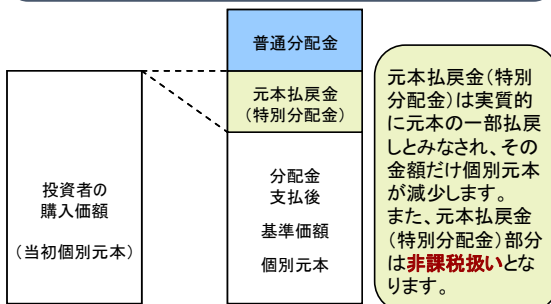 普通分配金
元本払戻金
(特別分配金)
投資者の
購入価額
(当初個別元本)
分配金
支払後
基準価額
個別元本
元本払戻金(特別
分配金)は実質的
に元本の一部払戻
しとみなされ、その
金額だけ個別元本
が減少します。
また、元本払戻金
(特別分配金)部分
は非課税扱いとな
ります。